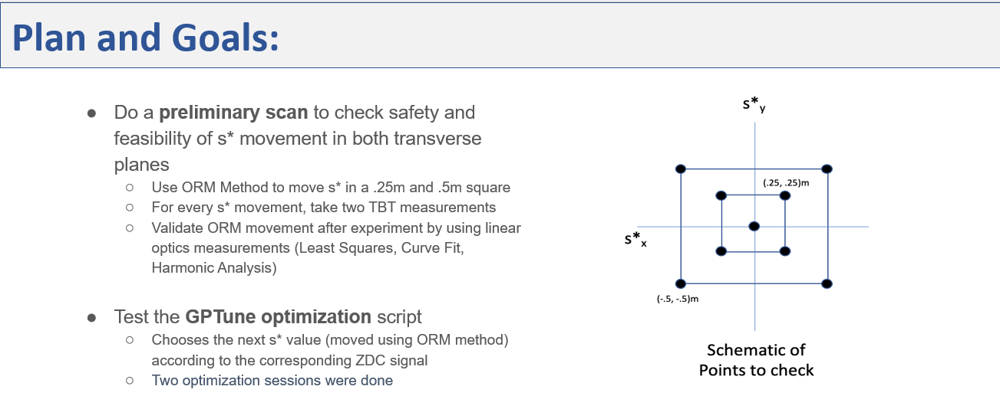 Plan and Goals:
● Do a preliminary scan to check safety and
feasibility of s* movement in both transverse
planes
○ Use ORM Method to move s* in a .25m and .5m square
○ For every s* movement, take two TBT measurements
○ Validate ORM movement after experiment by using linear
optics measurements (Least Squares, Curve Fit,
Harmonic Analysis)
● Test the GPTune optimization script
○ Chooses the next s* value (moved using ORM method)
according to the corresponding ZDC signal
○ Two optimization sessions were done
s*y
(.25, .25)m
s*x
(-.5, -.5)m
Schematic of
Points to check